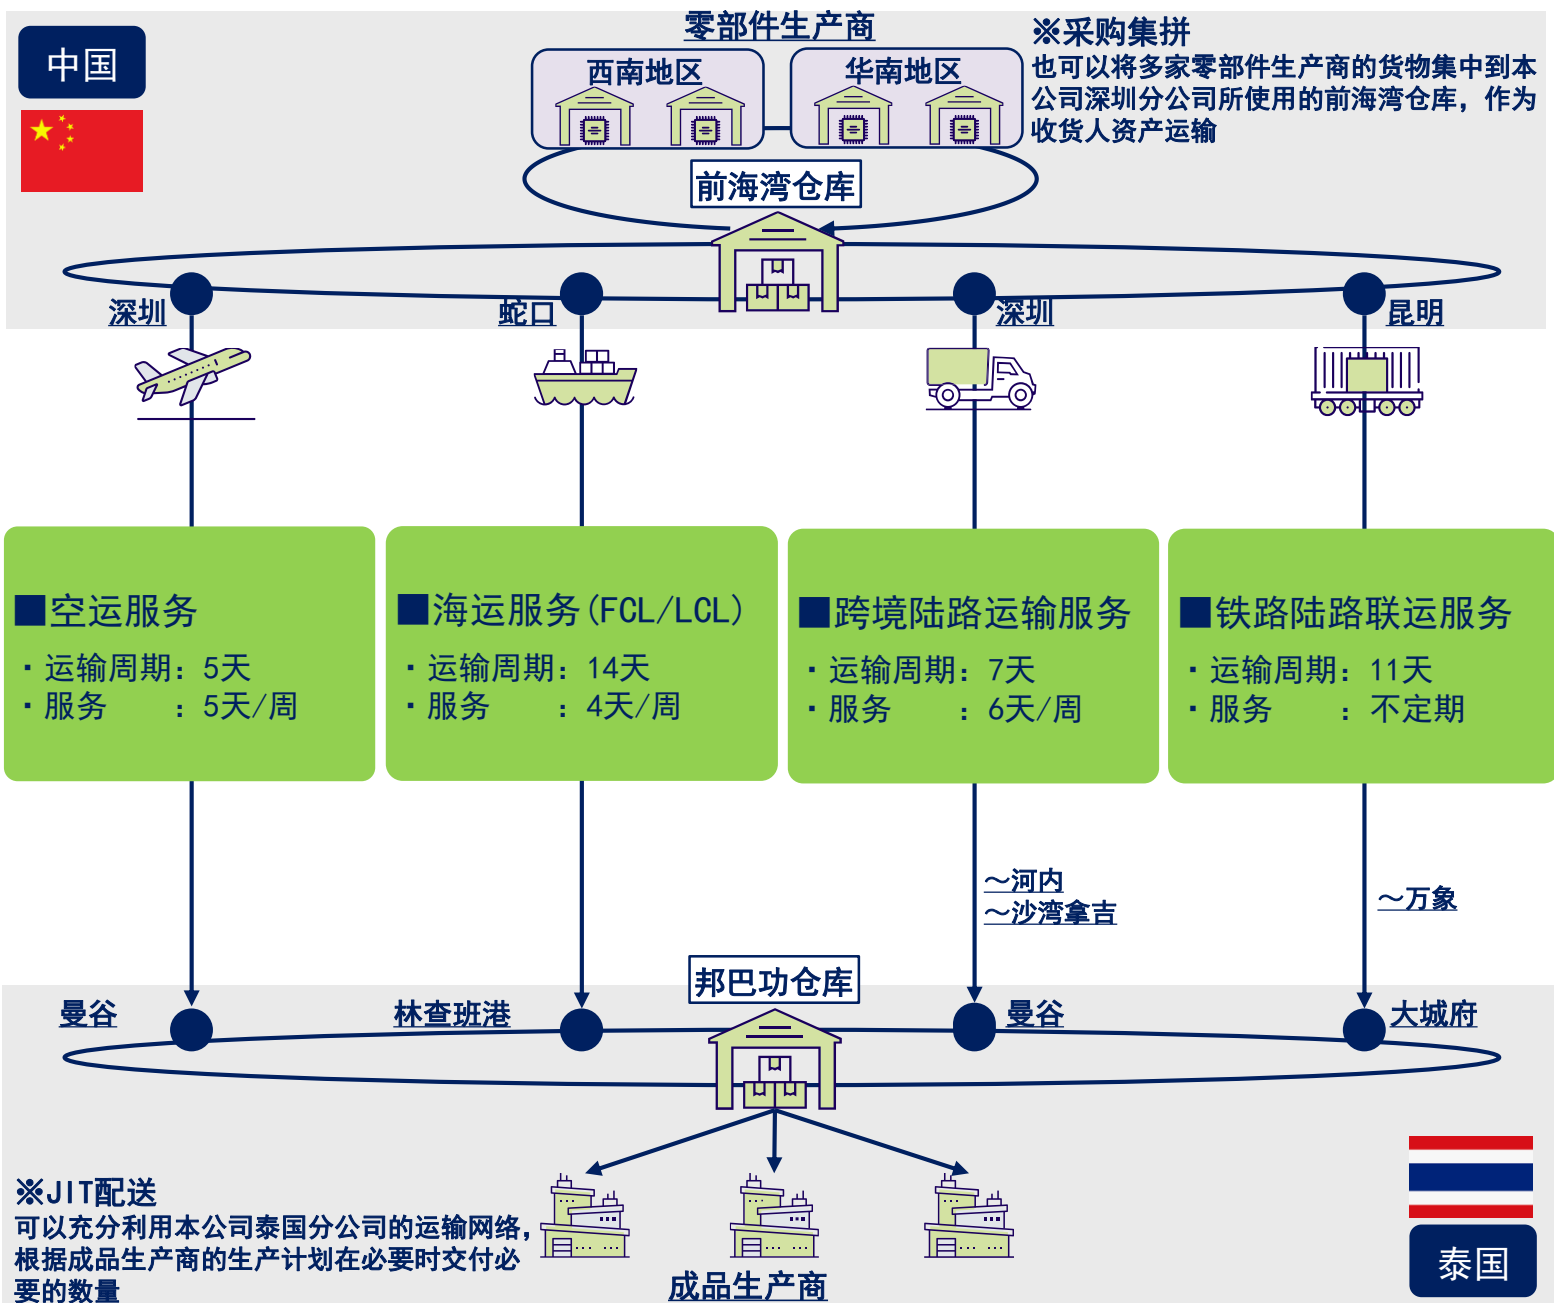 中国
零部件生产商
西南地区
华南地区
※采购集拼
也可以将多家零部件生产商的货物集中到本
公司深圳分公司所使用的前海湾仓库，作为
收货人资产运输
前海湾仓库
深圳
蛇口
深圳
昆明
■空运服务
・运输周期：5天
・服务　　：5天/周
■海运服务(FCL/LCL)
・运输周期：14天
・服务　　：4天/周
■跨境陆路运输服务
・运输周期：7天
・服务　　：6天/周
■铁路陆路联运服务
・运输周期：11天
・服务　　：不定期
～河内
～沙湾拿吉
～万象
邦巴功仓库
曼谷
林查班港
曼谷
大城府
※JIT配送
可以充分利用本公司泰国分公司的运输网络，
根据成品生产商的生产计划在必要时交付必
要的数量
成品生产商
泰国